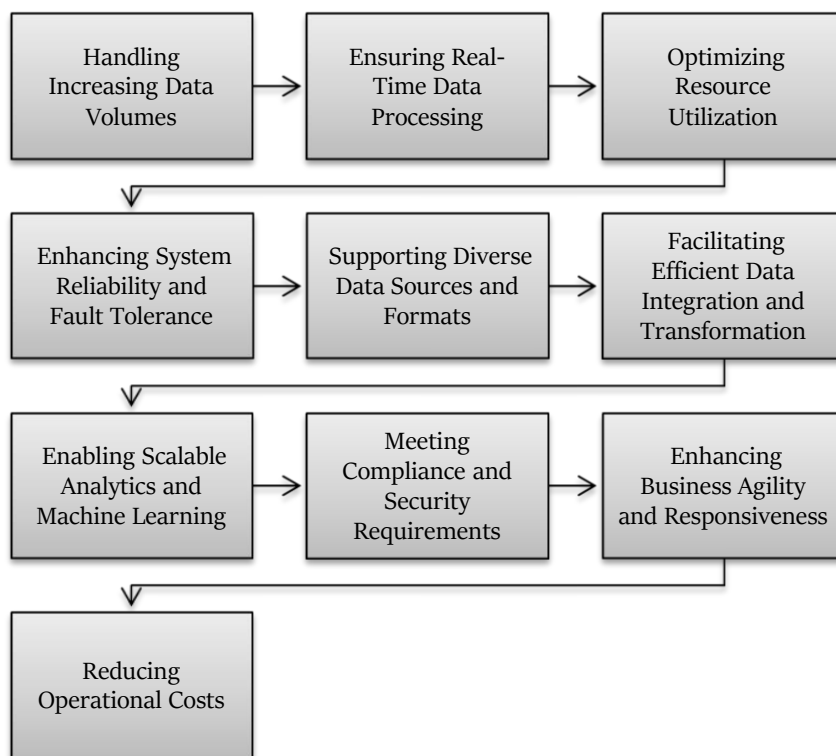 Handling
Increasing Data
Volumes
Ensuring Real-
Time Data
Processing
Optimizing
Resource
Utilization
Enhancing System
Reliability and
Fault Tolerance
Supporting Diverse
Data Sources and
Formats
Facilitating
Efficient Data
Integration and
Transformation
Enabling Scalable
Analytics and
Machine Learning
Meeting
Compliance and
Security
Requirements
Enhancing
Business Agility
and Responsiveness
Reducing
Operational Costs